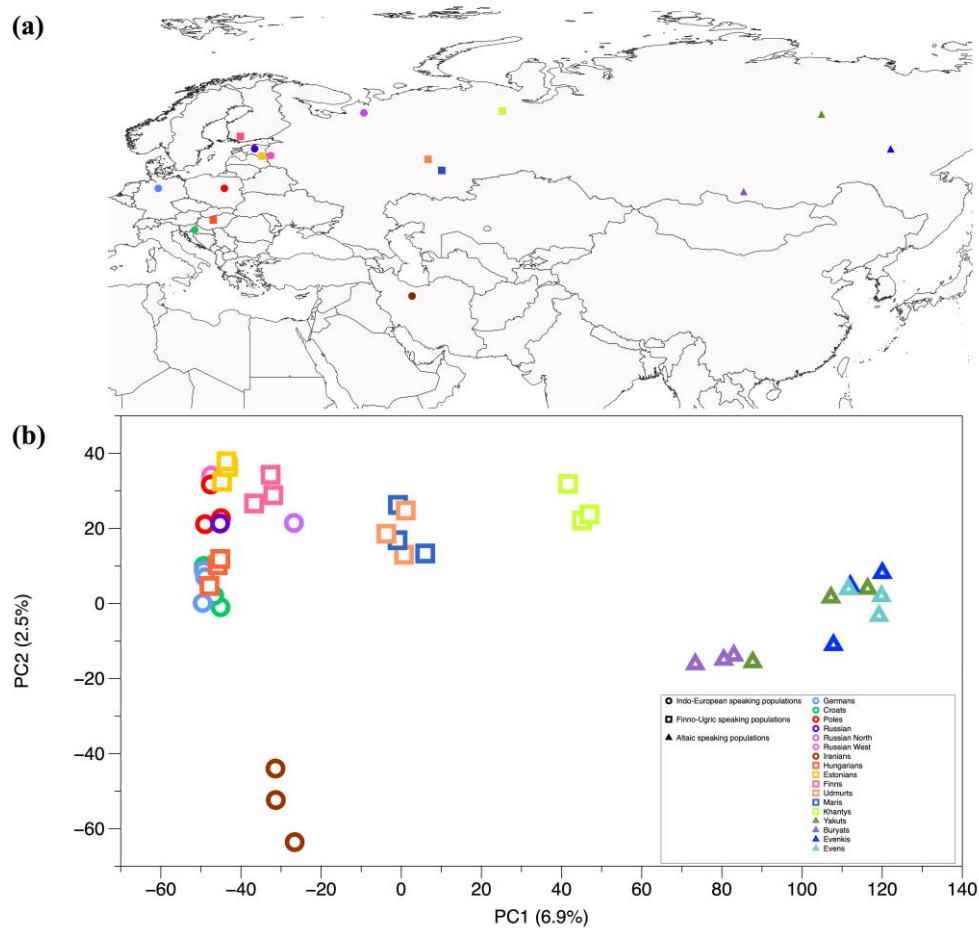 (a)
(b)
40
20
0
−20
−40
−60
PC2 (2.5%)
−60
−40
−20
0
20
40
60
80
100
120
140
PC1 (6.9%)
Indo-European speaking populations
Finno-Ugric speaking populations
Altaic speaking populations
Germans
Croats
Poles
Russian
Russian North
Russian West
Iranians
Hungarians
Estonians
Finns
Udmurts
Maris
Khantys
Yakuts
Buryats
Evenkis
Evens